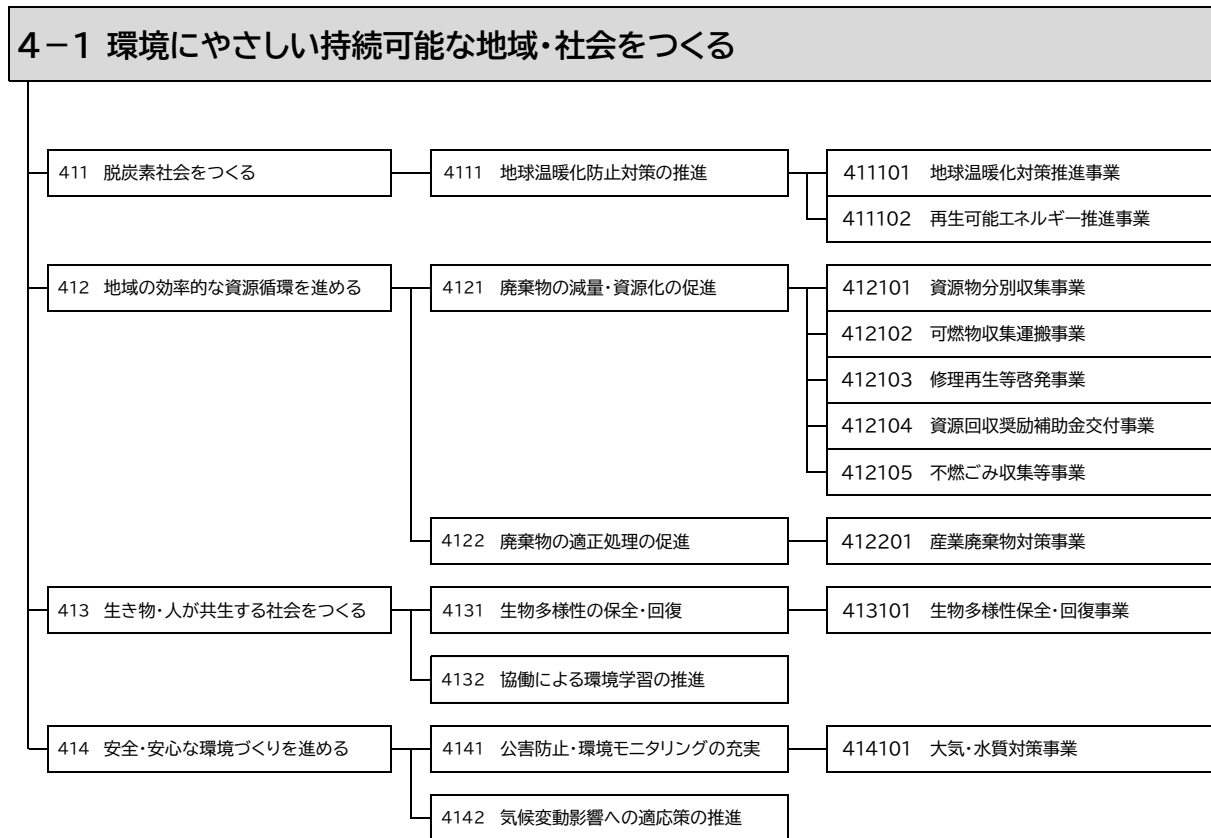 4－1 環境にやさしい持続可能な地域・社会をつくる
411 脱炭素社会をつくる
4111 地球温暖化防止対策の推進
411101 地球温暖化対策推進事業
411102 再生可能エネルギー推進事業
412 地域の効率的な資源循環を進める
4121 廃棄物の減量・資源化の促進
412101 資源物分別収集事業
412102 可燃物収集運搬事業
412103 修理再生等啓発事業
412104 資源回収奨励補助金交付事業
412105 不燃ごみ収集等事業
4122 廃棄物の適正処理の促進
412201 産業廃棄物対策事業
413 生き物・人が共生する社会をつくる
4131 生物多様性の保全・回復
413101 生物多様性保全・回復事業
4132 協働による環境学習の推進
414 安全・安心な環境づくりを進める
4141 公害防止・環境モニタリングの充実
414101 大気・水質対策事業
4142 気候変動影響への適応策の推進